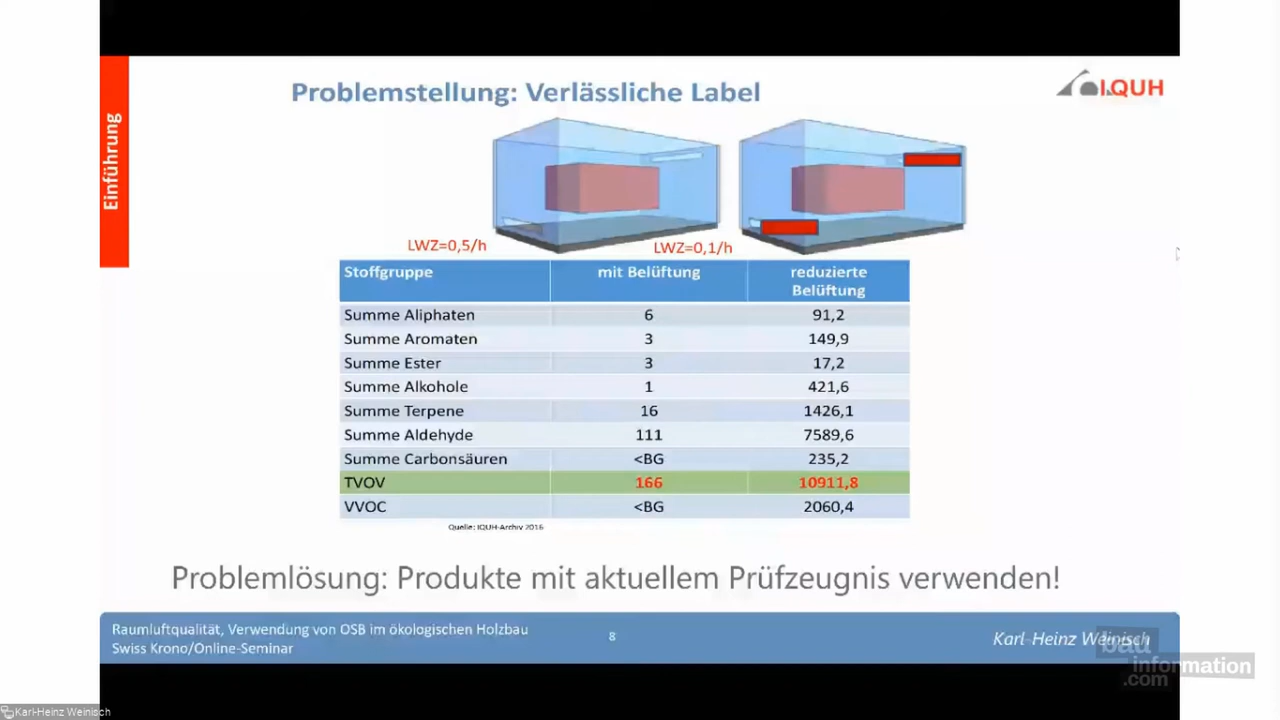 Einführung
Problemstellung: Verlässliche Label
IQUH
LWZ=0,5/h
LWZ=0,1/h
Stoffgruppe mit Belüftung reduzierte Belüftung
Summe Aliphaten 6 91,2
Summe Aromaten 3 149,9
Summe Ester 3 17,2
Summe Alkohole 1 421,6
Summe Terpene 16 1426,1
Summe Aldehyde 111 7589,6
Summe Carbonsäuren <BG 235,2
TVOV 166 10911,8
VVOC <BG 2060,4
Quelle: IQUH-Archiv 2016
Problemlösung: Produkte mit aktuellem Prüfzeugnis verwenden!
Raumluftqualität, Verwendung von OSB im ökologischen Holzbau
Swiss Krono/Online-Seminar
8
Karl-Heinz Weinisch
bau
information
.com
Karl-Heinz Weinisch